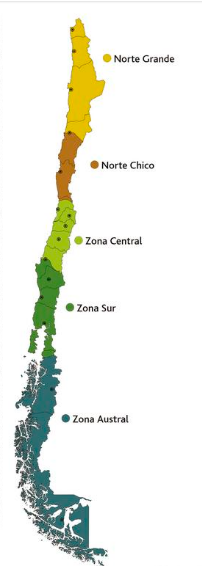 Norte Grande
Norte Chico
Zona Central
Zona Sur
Zona Austral